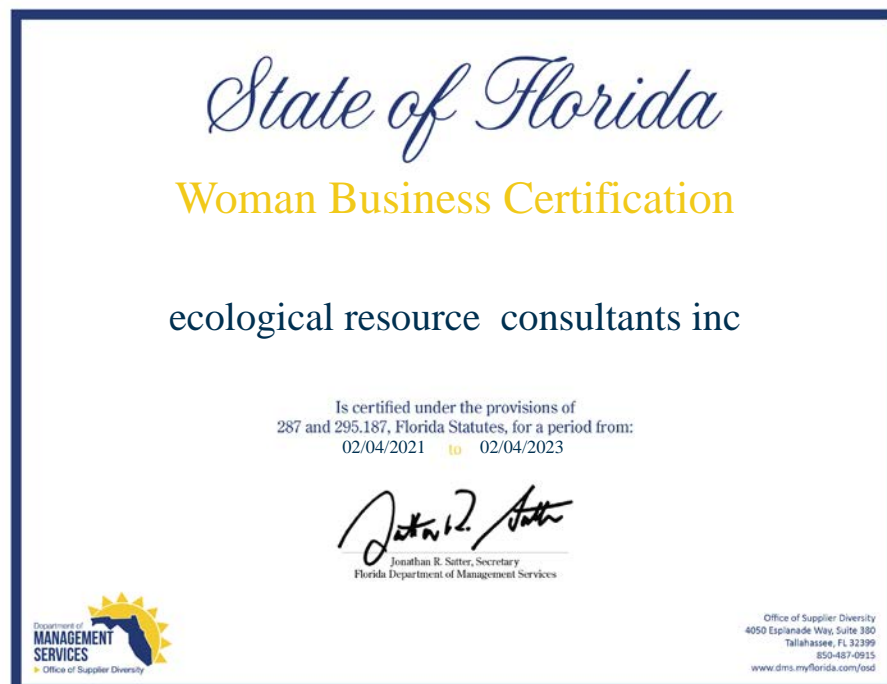 State of Florida
Woman Business Certification
ecological resource consultants inc
Is certified under the provisions of
287 and 295.187, Florida Statutes, for a period from:
02/04/2021 to 02/04/2023
Jonathan R. Satter, Secretary
Florida Department of Management Services
Department of
MANAGEMENT
SERVICES
Office of Supplier Diversity
Office of Supplier Diversity
4050 Esplanade Way, Suite 380
Tallahassee, FL 32399
850-487-0915
www.dms.myflorida.com/osd